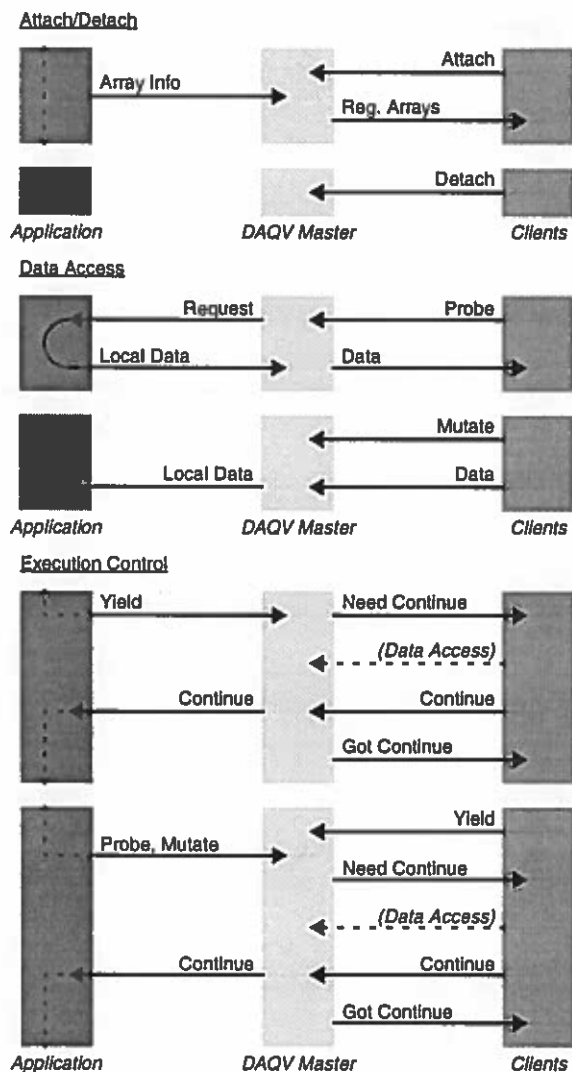 Attach/Detach
Attach
Array Info
Reg. Arrays
Detach
Application DAQV Master Clients
Data Access
Request Probe
Local Data Data
Mutate
Local Data Data
Application DAQV Master Clients
Execution Control
Yield Need Continue
(Data Access)
Continue Continue
Got Continue
Yield
Probe, Mutate
Need Continue
(Data Access)
Continue Continue
Got Continue
Application DAQV Master Clients